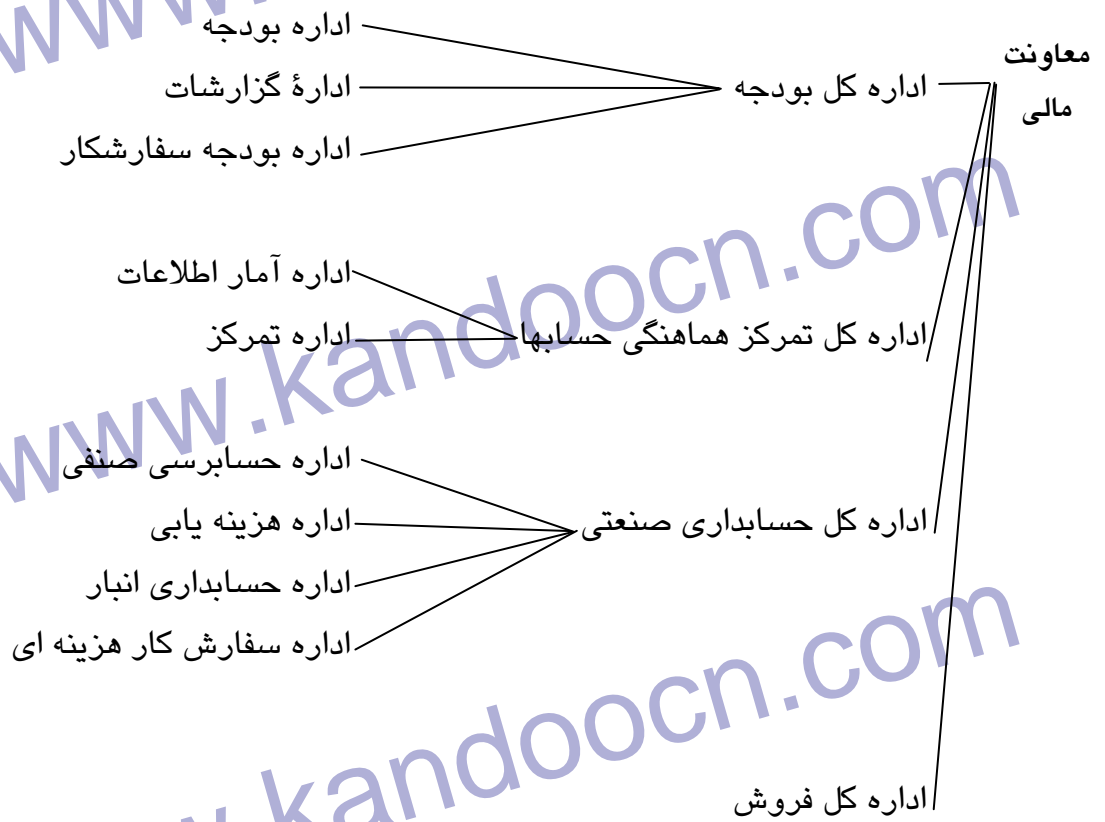 معاونت
مالی
اداره کل بودجه
اداره بودجه
ادارۀ گزارشات
اداره بودجه سفارشکار
اداره کل تمرکز هماهنگی حسابها
اداره آمار اطلاعات
اداره تمرکز
اداره کل حسابداری صنعتی
اداره حسابرسی صنفی
اداره هزینه یابی
اداره حسابداری انبار
اداره سفارش کار هزینه ای
اداره کل فروش
www.kandoocn.com
www.kandoocn.com